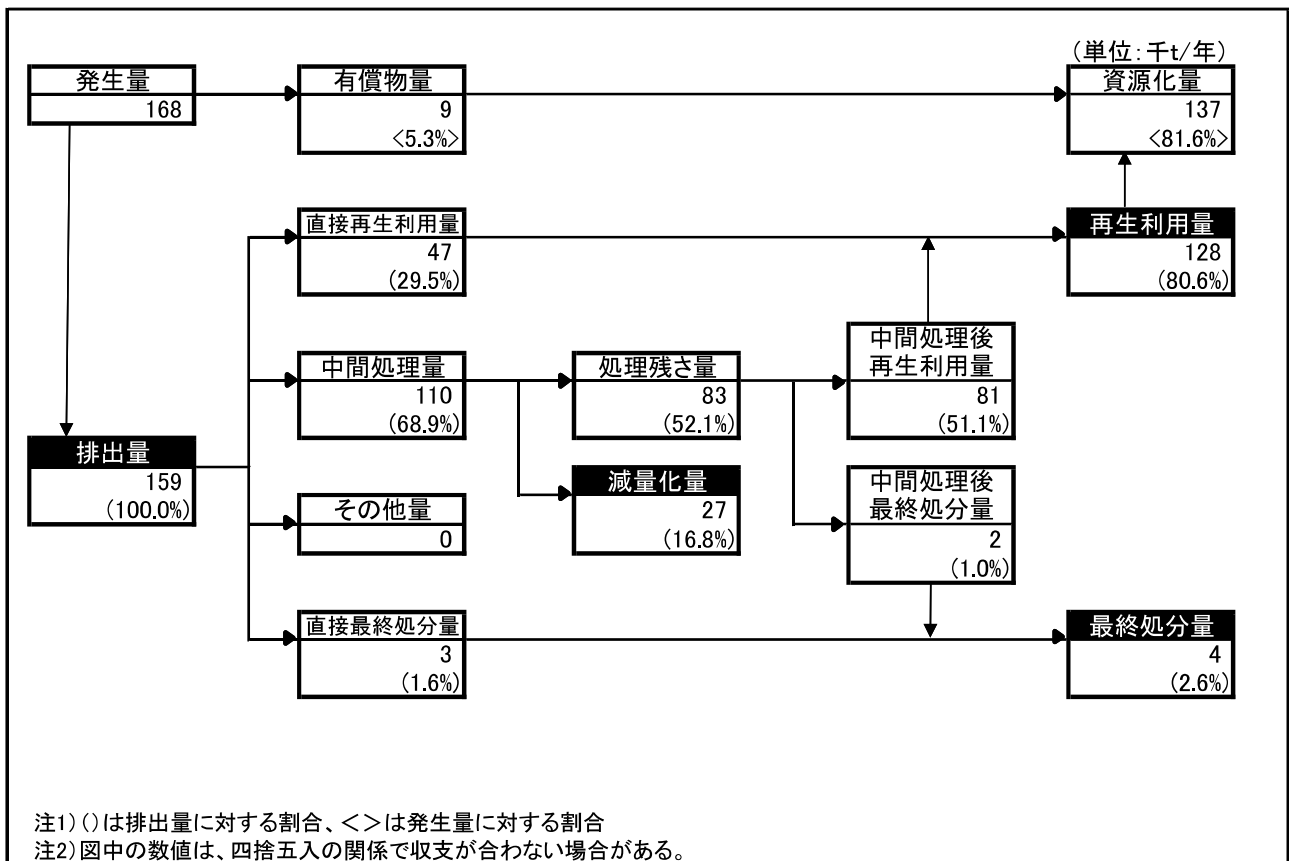 (単位:千t/年)
発生量
168
有償物量
9
<5.3%>
資源化量
137
<81.6%>
直接再生利用量
47
(29.5%)
再生利用量
128
(80.6%)
中間処理量
110
(68.9%)
処理残さ量
83
(52.1%)
中間処理後
再生利用量
81
(51.1%)
排出量
159
(100.0%)
減量化量
27
(16.8%)
中間処理後
最終処分量
2
(1.0%)
その他量
0
直接最終処分量
3
(1.6%)
最終処分量
4
(2.6%)
注1)()は排出量に対する割合、<>は発生量に対する割合
注2)図中の数値は、四捨五入の関係で収支が合わない場合がある。